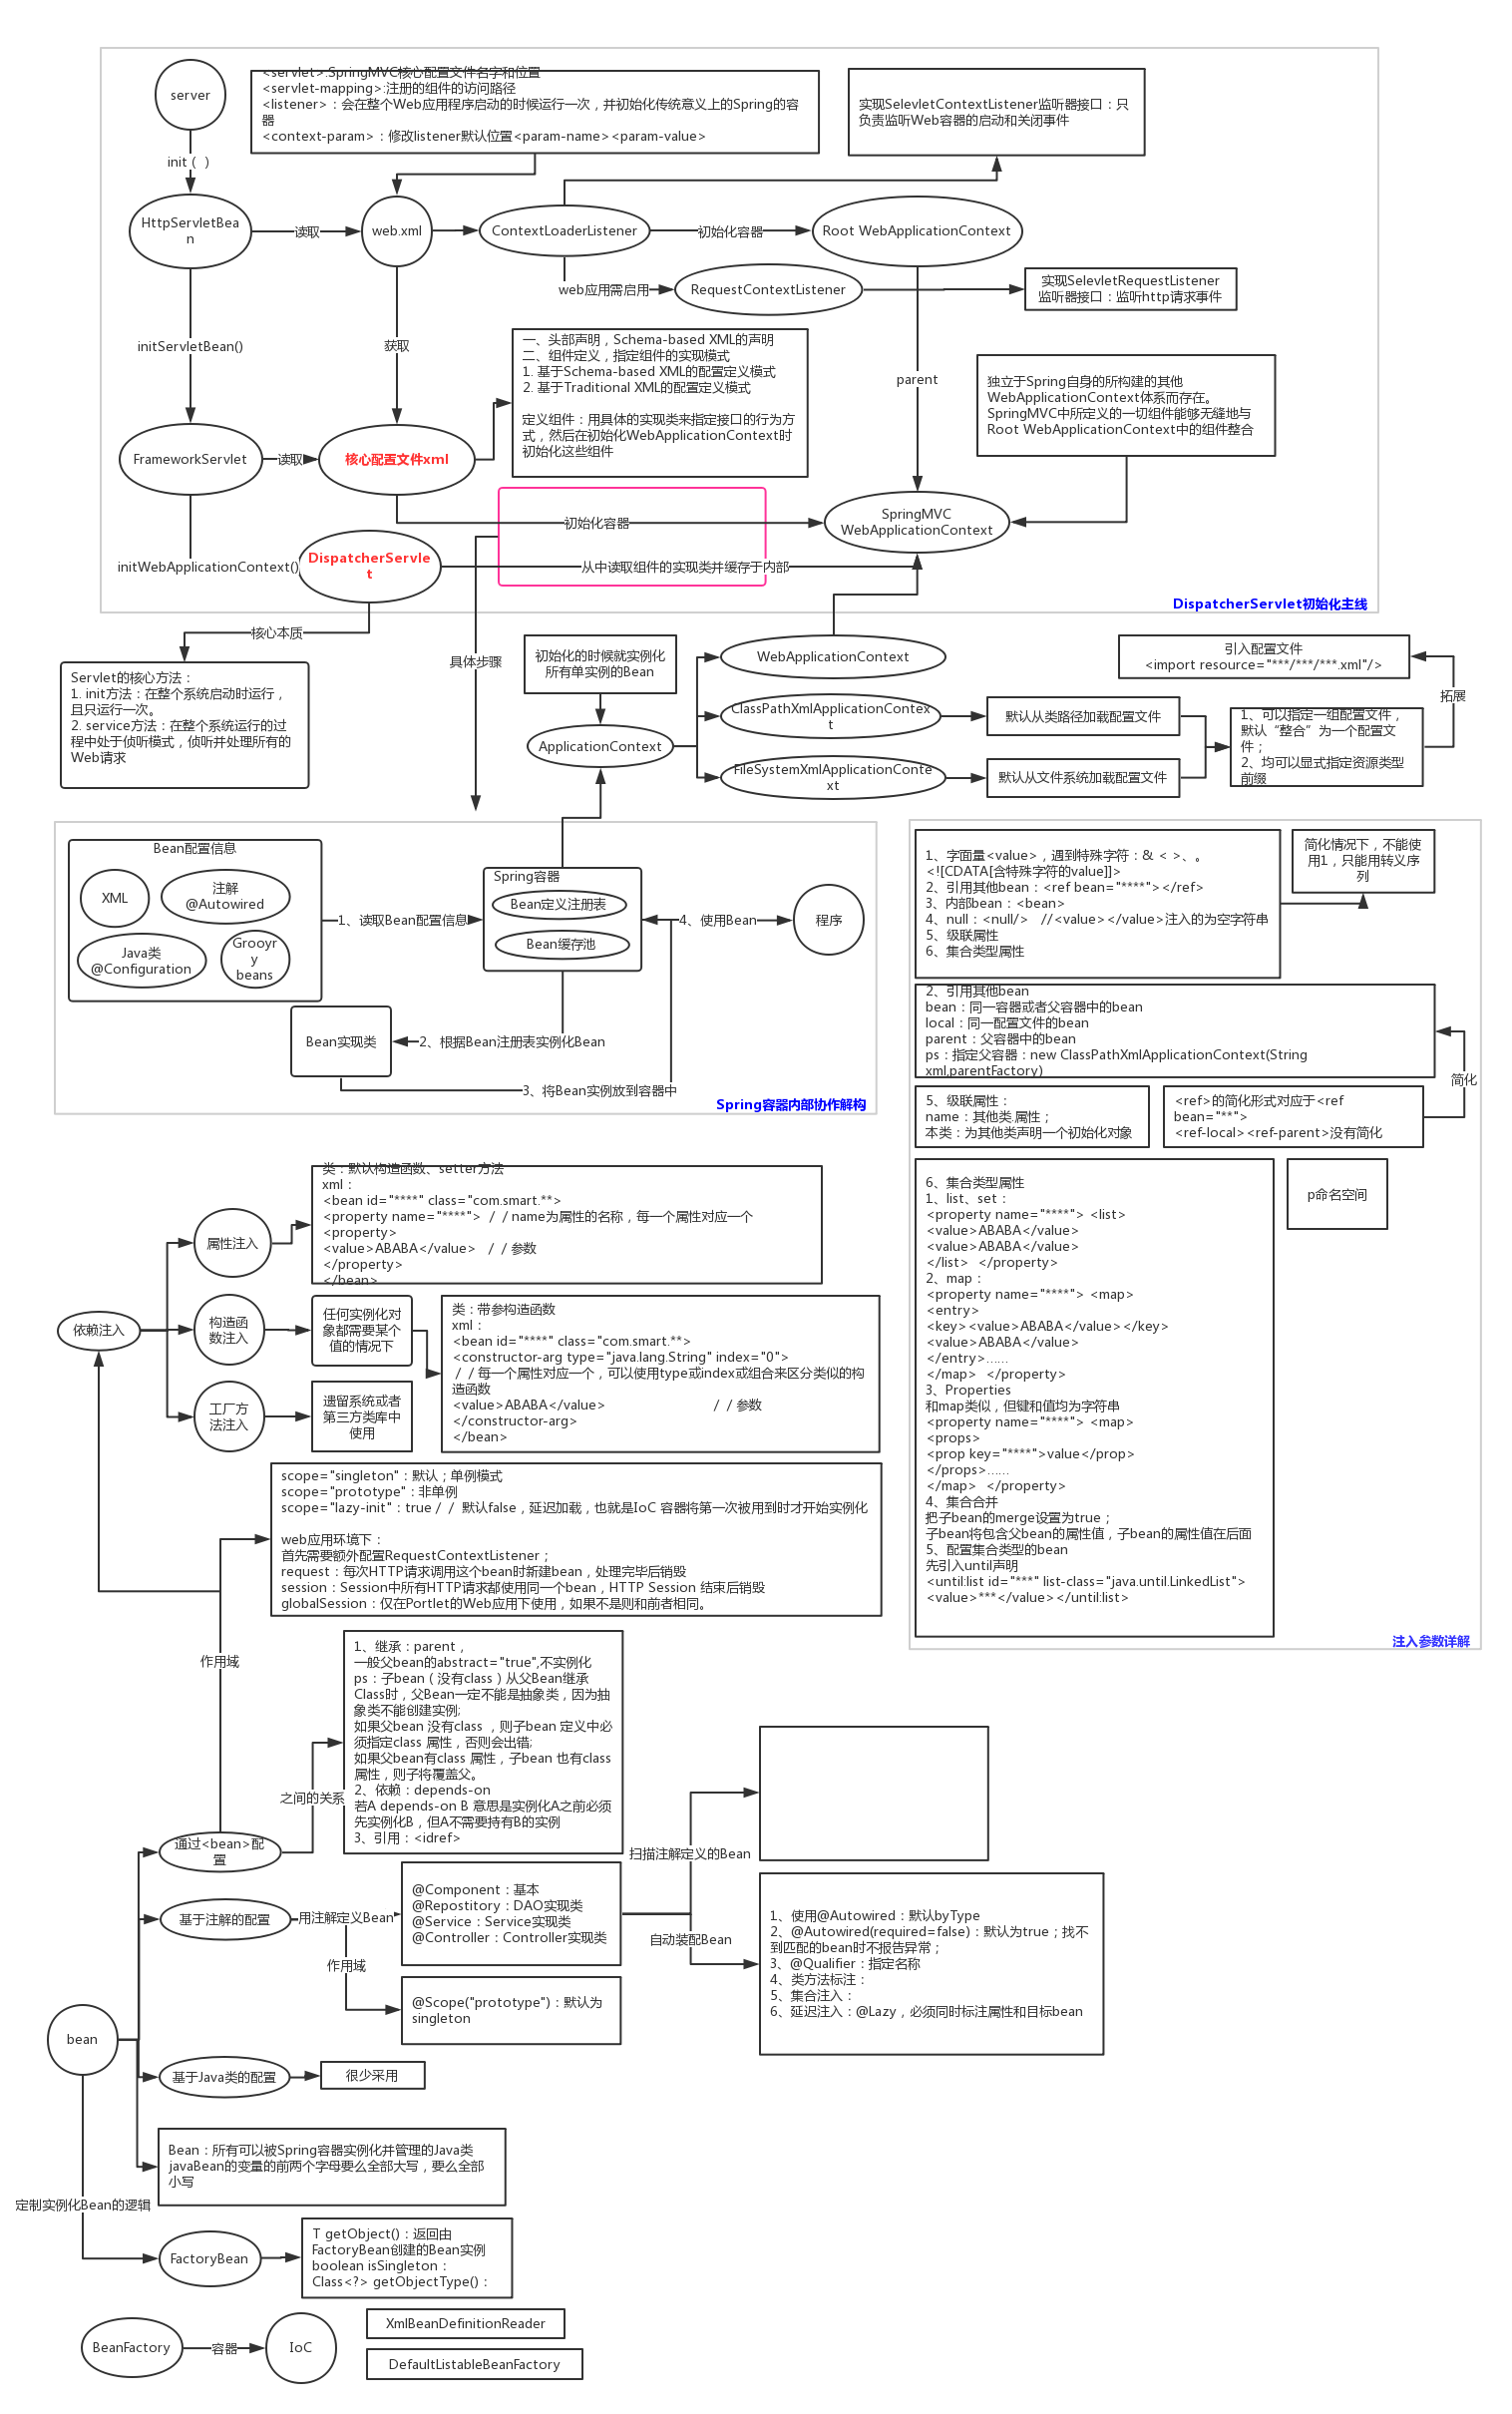 server
init (  )
<servlet>:SpringMVC核心配置文件名字和位置
<servlet-mapping>:注册的组件的访问路径
<listener>：会在整个Web应用程序启动的时候运行一次，并初始化传统意义上的Spring的容
器
<context-param>：修改listener默认位置<param-name><param-value>
实现SelevletContextListener监听器接口：只
负责监听Web容器的启动和关闭事件
HttpServletBea
n
读取
web.xml
ContextLoaderListener
初始化容器
Root WebApplicationContext
web应用需启用
RequestContextListener
实现SelevletRequestListener
监听器接口：监听http请求事件
initServletBean()
获取
一、头部声明，Schema-based XML的声明
二、组件定义，指定组件的实现模式
1. 基于Schema-based XML的配置定义模式
2. 基于Traditional XML的配置定义模式
定义组件：用具体的实现类来指定接口的行为方
式，然后在初始化WebApplicationContext时
初始化这些组件
parent
独立于Spring自身的所构建的其他
WebApplicationContext体系而存在。
SpringMVC中所定义的一切组件能够无缝地与
Root WebApplicationContext中的组件整合
FrameworkServlet
读取
核心配置文件xml
初始化容器
SpringMVC
WebApplicationContext
initWebApplicationContext()
DispatcherServle
t
从中读取组件的实现类并缓存于内部
DispatcherServlet初始化主线
核心本质
Servlet的核心方法：
1. init方法：在整个系统启动时运行，
且只运行一次。
2. service方法：在整个系统运行的过
程中处于侦听模式，侦听并处理所有的
Web请求
具体步骤
初始化的时候就实例化
所有单实例的Bean
ApplicationContext
WebApplicationContext
ClassPathXmlApplicationContex
t
FileSystemXmlApplicationConte
xt
默认从类路径加载配置文件
默认从文件系统加载配置文件
引入配置文件
<import resource="***/***/***.xml"/>
拓展
1、可以指定一组配置文件，
默认“整合”为一个配置文
件；
2、均可以显式指定资源类型
前缀
Bean配置信息
XML
注解
@Autowired
Java类
@Configuration
Grooyr
y
beans
1、读取Bean配置信息
Spring容器
Bean定义注册表
Bean缓存池
4、使用Bean
程序
Bean实现类
2、根据Bean注册表实例化Bean
3、将Bean实例放到容器中
Spring容器内部协作解构
1、字面量<value>，遇到特殊字符：& < >、。
<![CDATA[含特殊字符的value]]>
2、引用其他bean：<ref bean="****"></ref>
3、内部bean：<bean>
4、null：<null/>   //<value></value>注入的为空字符串
5、级联属性
6、集合类型属性
简化情况下，不能使
用1，只能用转义序
列
2、引用其他bean
bean：同一容器或者父容器中的bean
local：同一配置文件的bean
parent：父容器中的bean
ps：指定父容器：new ClassPathXmlApplicationContext(String
xml,parentFactory)
简化
5、级联属性：
name：其他类.属性；
本类：为其他类声明一个初始化对象
<ref>的简化形式对应于<ref
bean="**">
<ref-local><ref-parent>没有简化
6、集合类型属性
1、list、set：
<property name="****"> <list>
<value>ABABA</value>
<value>ABABA</value>
</list>  </property>
2、map：
<property name="****"> <map>
<entry>
<key><value>ABABA</value></key>
<value>ABABA</value>
</entry>……
</map>  </property>
3、Properties
和map类似，但键和值均为字符串
<property name="****"> <map>
<props>
<prop key="****">value</prop>
</props>……
</map>  </property>
4、集合合并
把子bean的merge设置为true；
子bean将包含父bean的属性值，子bean的属性值在后面
5、配置集合类型的bean
先引入until声明
<until:list id="***" list-class="java.until.LinkedList">
<value>***</value></until:list>
p命名空间
注入参数详解
依赖注入
属性注入
类：默认构造函数、setter方法
xml：
<bean id="****" class="com.smart.**>
<property name="****"> / / name为属性的名称，每一个属性对应一个
<property>
<value>ABABA</value>   / / 参数
</property>
</bean>
构造函
数注入
任何实例化对
象都需要某个
值的情况下
类：带参构造函数
xml：
<bean id="****" class="com.smart.**>
<constructor-arg type="java.lang.String" index="0">
/ / 每一个属性对应一个，可以使用type或index或组合来区分类似的构
造函数
<value>ABABA</value>   / / 参数
</constructor-arg>
</bean>
工厂方
法注入
遗留系统或者
第三方类库中
使用
scope="singleton"：默认；单例模式
scope="prototype"：非单例
scope="lazy-init"：true / / 默认false，延迟加载，也就是IoC 容器将第一次被用到时才开始实例化
web应用环境下：
首先需要额外配置RequestContextListener；
request：每次HTTP请求调用这个bean时新建bean，处理完毕后销毁
session：Session中所有HTTP请求都使用同一个bean，HTTP Session 结束后销毁
globalSession：仅在Portlet的Web应用下使用，如果不是则和前者相同。
作用域
1、继承：parent，
一般父bean的abstract="true",不实例化
ps：子bean（没有class）从父Bean继承
Class时，父Bean一定不能是抽象类，因为抽
象类不能创建实例;
如果父bean 没有class ，则子bean 定义中必
须指定class 属性，否则会出错;
如果父bean有class 属性，子bean 也有class
属性，则子将覆盖父。
2、依赖：depends-on
若A depends-on B 意思是实例化A之前必须
先实例化B，但A不需要持有B的实例
3、引用：<idref>
之间的关系
通过<bean>配
置
基于注解的配置
用注解定义Bean
@Component：基本
@Repostitory：DAO实现类
@Service：Service实现类
@Controller：Controller实现类
扫描注解定义的Bean
自动装配Bean
1、使用@Autowired：默认byType
2、@Autowired(required=false)：默认为true；找不
到匹配的bean时不报告异常；
3、@Qualifier：指定名称
4、类方法标注：
5、集合注入：
6、延迟注入：@Lazy，必须同时标注属性和目标bean
作用域
@Scope("prototype")：默认为
singleton
bean
基于Java类的配置
很少采用
Bean：所有可以被Spring容器实例化并管理的Java类
javaBean的变量的前两个字母要么全部大写，要么全部
小写
定制实例化Bean的逻辑
FactoryBean
T getObject()：返回由
FactoryBean创建的Bean实例
boolean isSingleton：
Class<?> getObjectType()：
BeanFactory
容器
IoC
XmlBeanDefinitionReader
DefaultListableBeanFactory